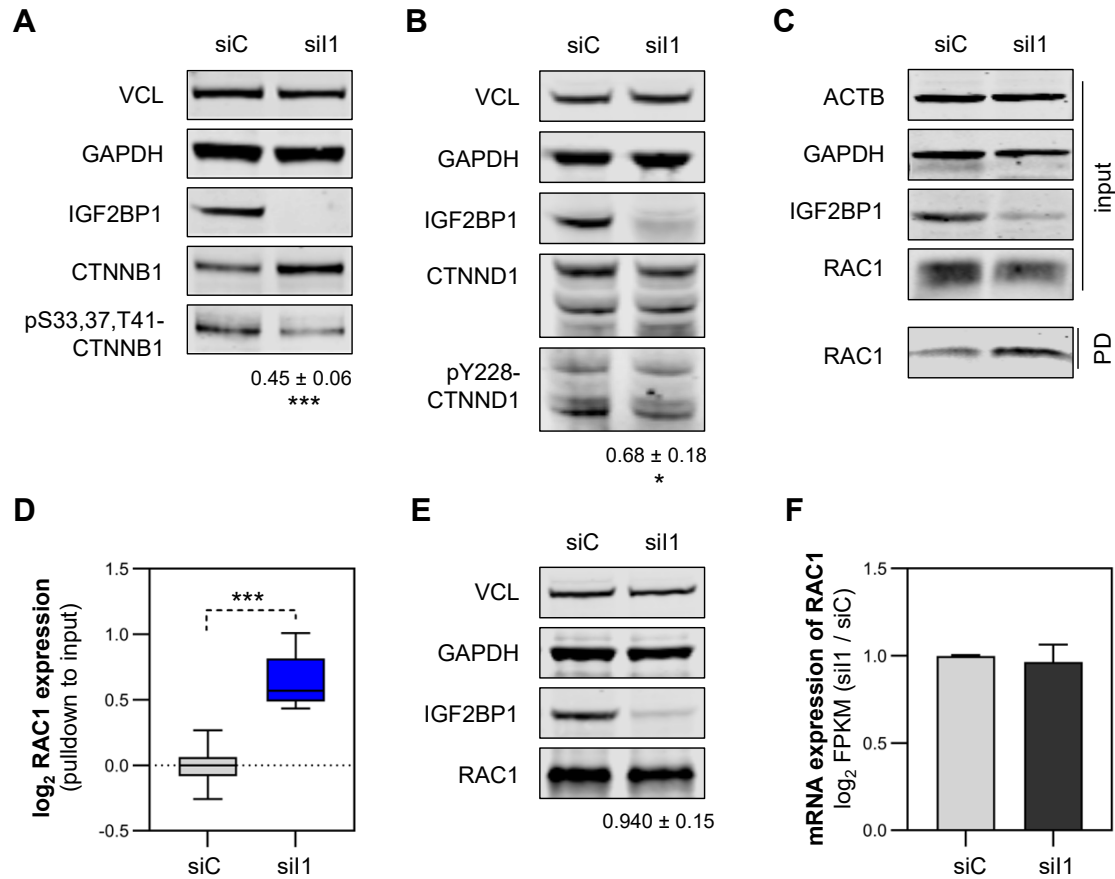 A
siC
siI1
VCL
GAPDH
IGF2BP1
CTNNB1
pS33,37,T41-
CTNNB1
0.45 ± 0.06
***
B
siC
siI1
VCL
GAPDH
IGF2BP1
CTNND1
pY228-
CTNND1
0.68 ± 0.18
*
C
siC
siI1
ACTB
GAPDH
IGF2BP1
RAC1
input
RAC1
PD
D
log2 RAC1 expression
(pulldown to input)
1.5
1.0
0.5
0.0
-0.5
***
siC
siI1
E
siC
siI1
VCL
GAPDH
IGF2BP1
RAC1
0.940 ± 0.15
F
mRNA expression of RAC1
log2 FPKM (siI1 / siC)
1.5
1.0
0.5
0.0
siC
siI1